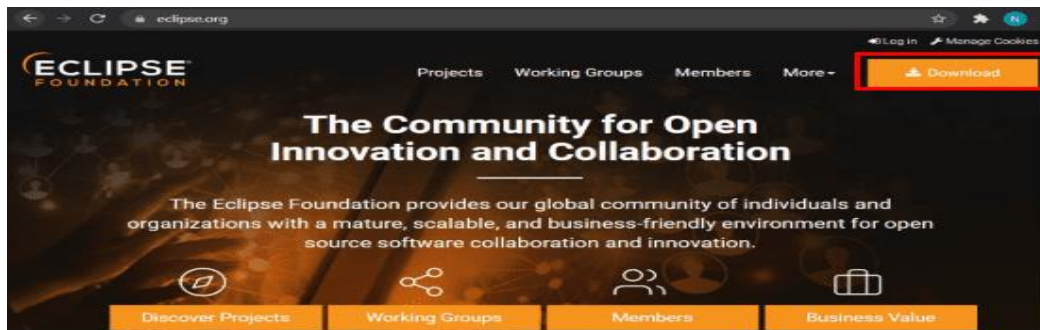 eclipse.org
N
Log in Manage Cookies
ECLIPSE
FOUNDATION
Projects Working Groups Members More Download
The Community for Open
Innovation and Collaboration
The Eclipse Foundation provides our global community of individuals and
organizations with a mature, scalable, and business-friendly environment for open
source software collaboration and innovation.
Discover Projects Working Groups Members Business Value